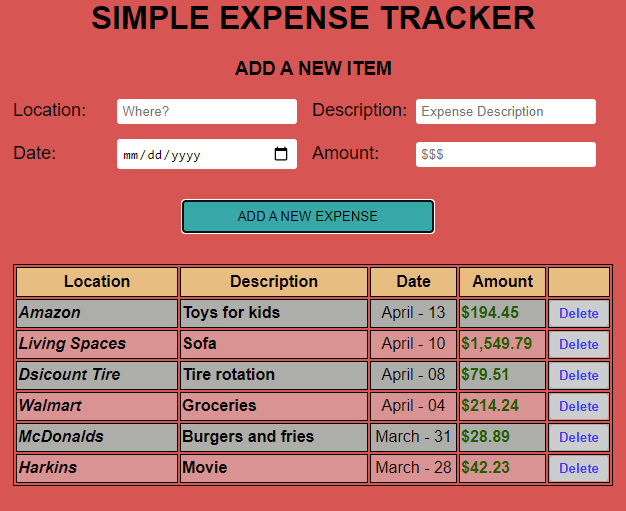 SIMPLE EXPENSE TRACKER
ADD A NEW ITEM
Location: Where? Description: Expense Description
Date: mm/dd/yyyy Amount: $$$
ADD A NEW EXPENSE
Location Description Date Amount
Amazon Toys for kids April - 13 $194.45 Delete
Living Spaces Sofa April - 10 $1,549.79 Delete
Dsicount Tire Tire rotation April - 08 $79.51 Delete
Walmart Groceries April - 04 $214.24 Delete
McDonalds Burgers and fries March - 31 $28.89 Delete
Harkins Movie March - 28 $42.23 Delete